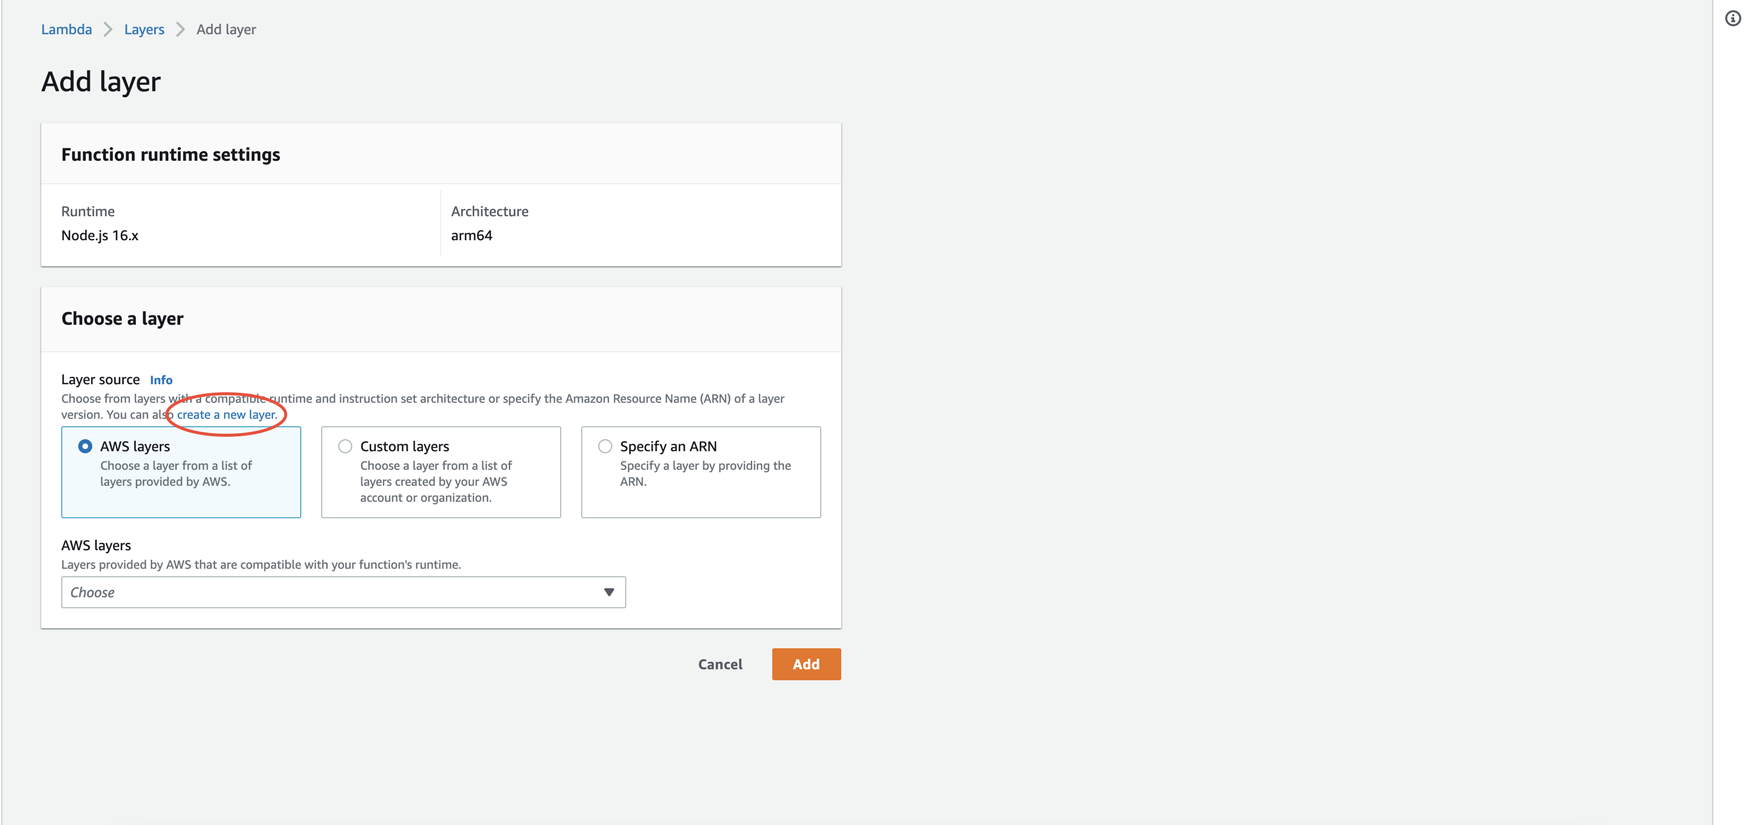 Lambda > Layers > Add layer
Add layer
Function runtime settings
Runtime
Node.js 16.x
Architecture
arm64
Choose a layer
Layer source Info
Choose from layers with a compatible runtime and instruction set architecture or specify the Amazon Resource Name (ARN) of a layer
version. You can also create a new layer.
AWS layers
Choose a layer from a list of
layers provided by AWS.
Custom layers
Choose a layer from a list of
layers created by your AWS
account or organization.
Specify an ARN
Specify a layer by providing the
ARN.
AWS layers
Layers provided by AWS that are compatible with your function's runtime.
Choose
Cancel
Add